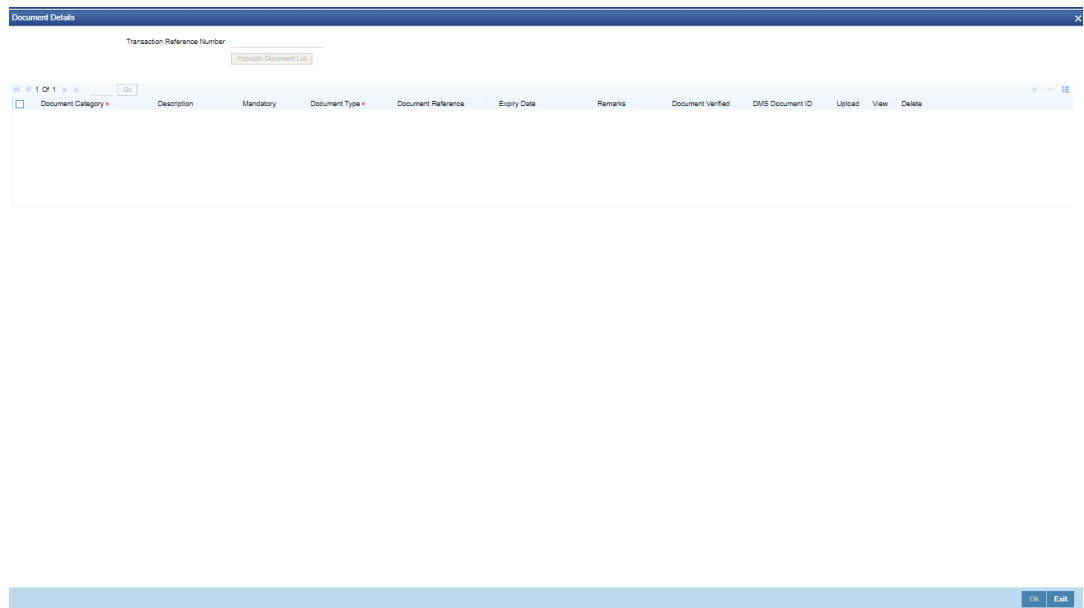 Document Details
Transaction Reference Number
Populate Document List
1 Of 1 Go
Document Category * Description Mandatory Document Type * Document Reference Expiry Date Remarks Document Verified DMS Document ID Upload View Delete
Ok Exit